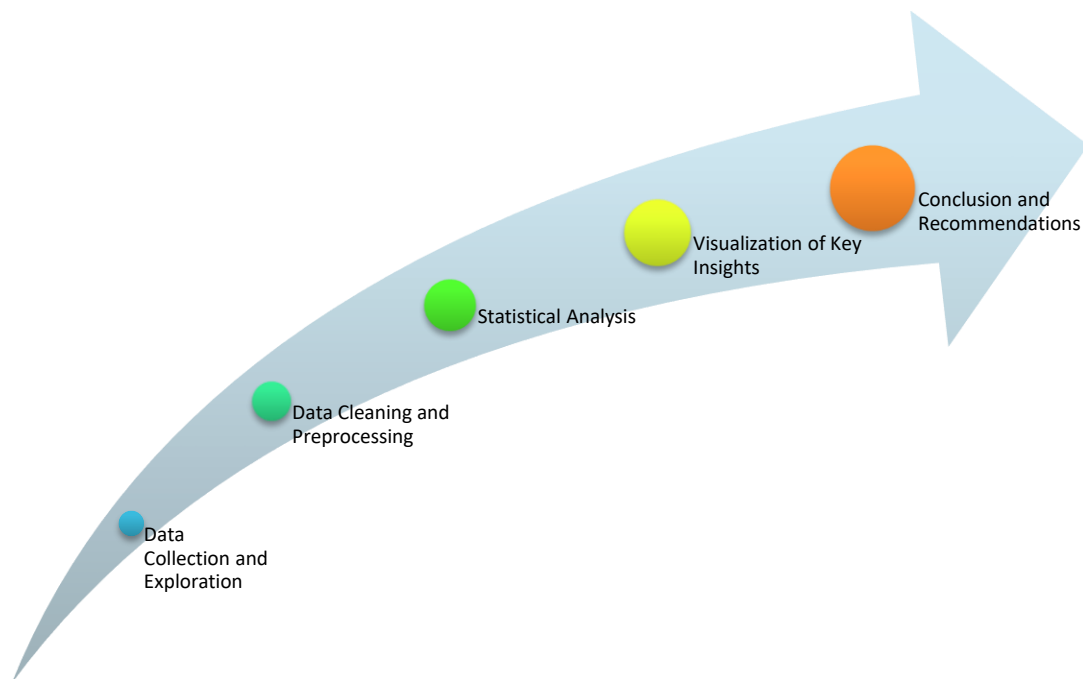 Data
Collection and
Exploration
Data Cleaning and
Preprocessing
Statistical Analysis
Visualization of Key
Insights
Conclusion and
Recommendations